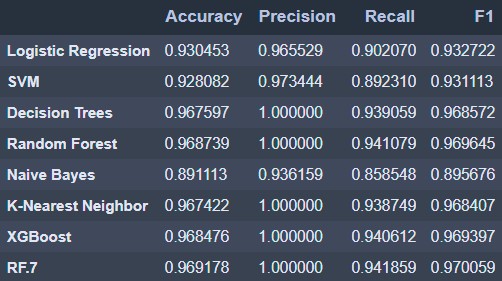 Accuracy Precision Recall F1
Logistic Regression 0.930453 0.965529 0.902070 0.932722
SVM 0.928082 0.973444 0.892310 0.931113
Decision Trees 0.967597 1.000000 0.939059 0.968572
Random Forest 0.968739 1.000000 0.941079 0.969645
Naive Bayes 0.891113 0.936159 0.858548 0.895676
K-Nearest Neighbor 0.967422 1.000000 0.938749 0.968407
XGBoost 0.968476 1.000000 0.940612 0.969397
RF.7 0.969178 1.000000 0.941859 0.970059